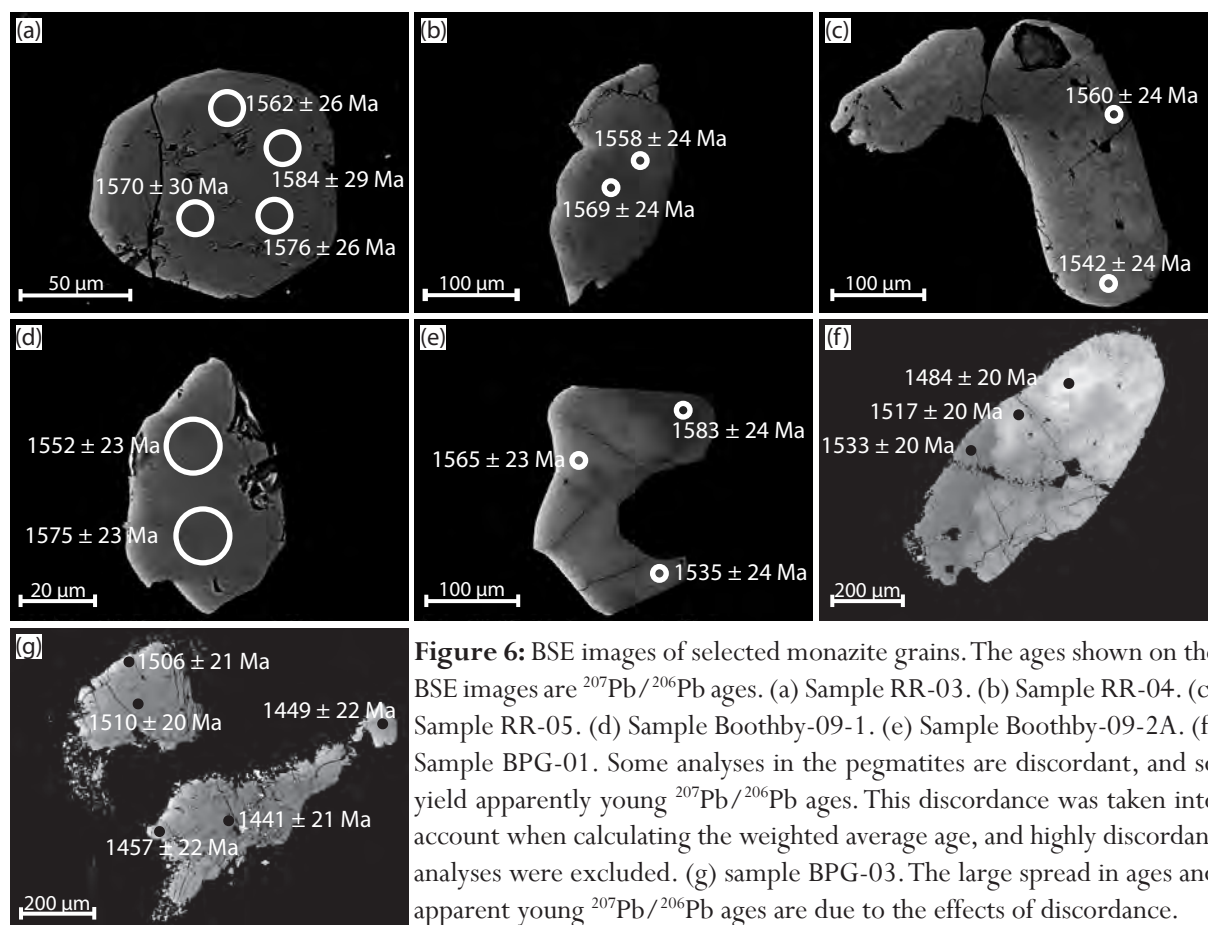 (a)
1562 ± 26 Ma
1584 ± 29 Ma
1570 ± 30 Ma
1576 ± 26 Ma
50 µm
(b)
1558 ± 24 Ma
1569 ± 24 Ma
100 µm
(c)
1560 ± 24 Ma
1542 ± 24 Ma
100 µm
(d)
1552 ± 23 Ma
1575 ± 23 Ma
20 µm
(e)
1583 ± 24 Ma
1565 ± 23 Ma
1535 ± 24 Ma
100 µm
(f)
1484 ± 20 Ma
1517 ± 20 Ma
1533 ± 20 Ma
200 µm
(g)
1506 ± 21 Ma
1510 ± 20 Ma
1449 ± 22 Ma
1441 ± 21 Ma
1457 ± 22 Ma
200 µm
Figure 6: BSE images of selected monazite grains. The ages shown on the
BSE images are ²⁰⁷Pb/²⁰⁶Pb ages. (a) Sample RR-03. (b) Sample RR-04. (c
Sample RR-05. (d) Sample Boothby-09-1. (e) Sample Boothby-09-2A. (f
Sample BPG-01. Some analyses in the pegmatites are discordant, and so
yield apparently young ²⁰⁷Pb/²⁰⁶Pb ages. This discordance was taken into
account when calculating the weighted average age, and highly discordan
analyses were excluded. (g) sample BPG-03. The large spread in ages and
apparent young ²⁰⁷Pb/²⁰⁶Pb ages are due to the effects of discordance.